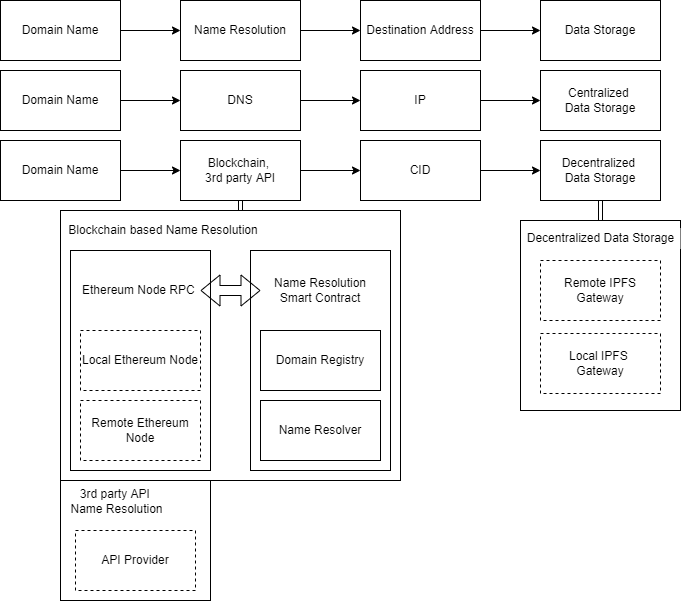 Domain Name
Name Resolution
Destination Address
Data Storage
Domain Name
DNS
IP
Centralized
Data Storage
Domain Name
Blockchain,
3rd party API
CID
Decentralized
Data Storage
Blockchain based Name Resolution
Ethereum Node RPC
Name Resolution
Smart Contract
Local Ethereum Node
Domain Registry
Remote Ethereum
Node
Name Resolver
Decentralized Data Storage
Remote IPFS
Gateway
Local IPFS
Gateway
3rd party API
Name Resolution
API Provider